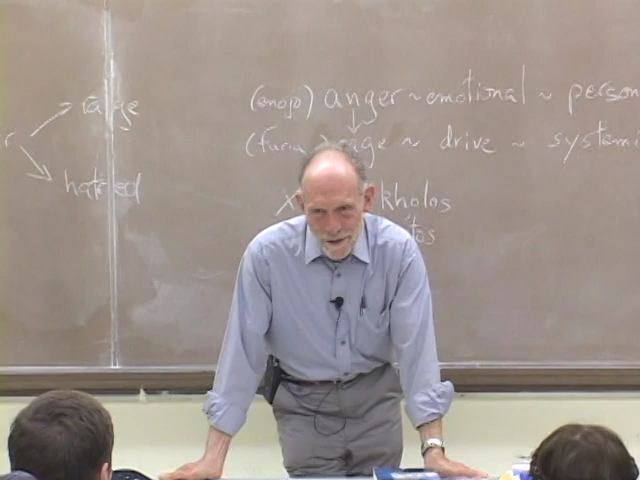 rage
hatred
(enojo) anger ~ emotional ~ person
(furia) rage ~ drive ~ systemi
kholos